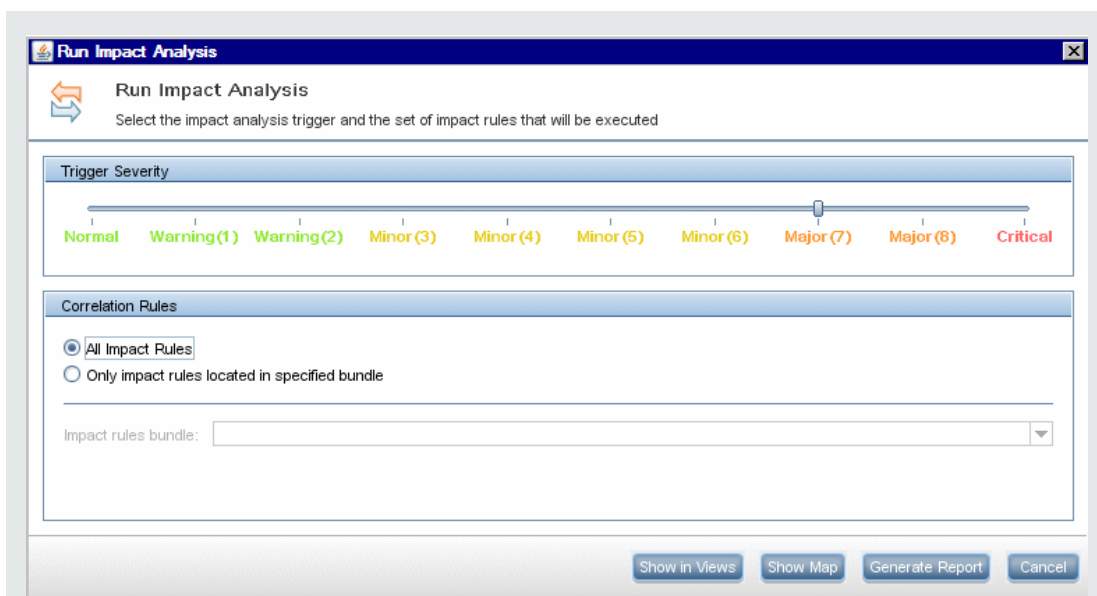 Run Impact Analysis
Run Impact Analysis
Select the impact analysis trigger and the set of impact rules that will be executed
Trigger Severity
Normal Warning(1) Warning(2) Minor(3) Minor(4) Minor(5) Minor(6) Major(7) Major(8) Critical
Correlation Rules
All Impact Rules
Only impact rules located in specified bundle
Impact rules bundle:
Show in Views Show Map Generate Report Cancel